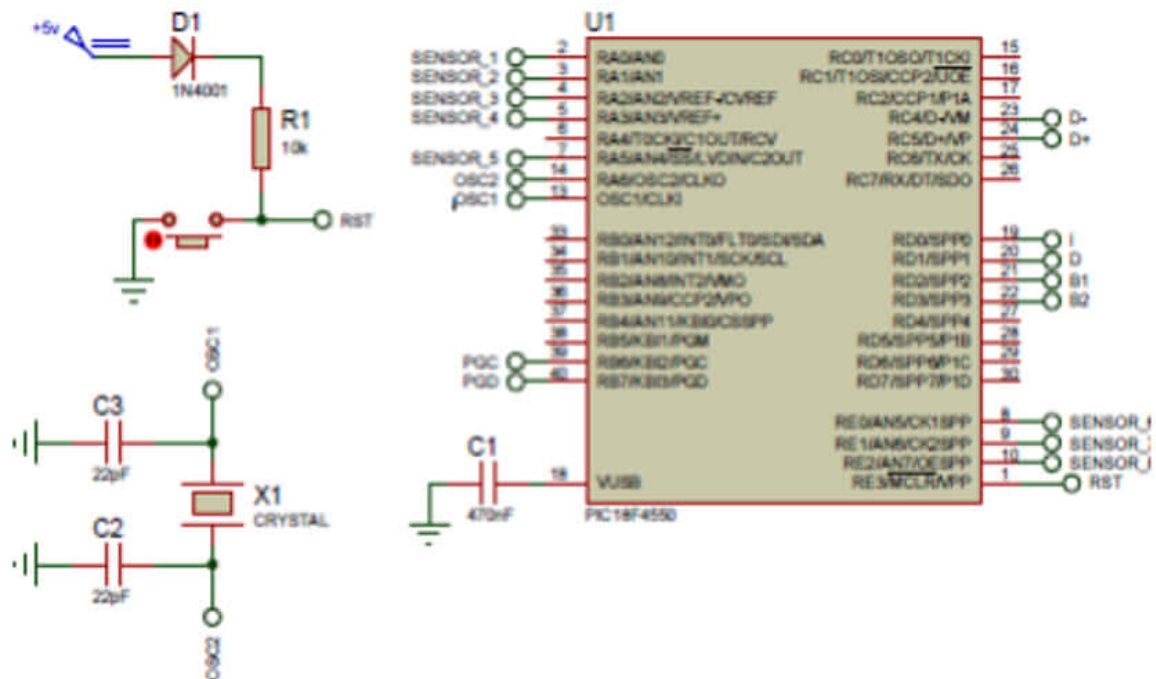 +5v
D1
1N4001
R1
10k
RST
OSC1
C3
22pF
X1
CRYSTAL
C2
22pF
OSC2
U1
SENSOR_1 2 RA0/AN0
SENSOR_2 3 RA1/AN1
SENSOR_3 4 RA2/AN2/VREF-/CVREF
SENSOR_4 5 RA3/AN3/VREF+
6 RA4/T0CKI/C1OUT/RCV
SENSOR_5 7 RA5/AN4/SS/LVDIN/C2OUT
OSC2 14 RA6/OSC2/CLKO
OSC1 13 OSC1/CLKI
33 RB0/AN12/INT0/FLT0/SDI/SDA
34 RB1/AN10/INT1/SCK/SCL
35 RB2/AN8/INT2/VMO
36 RB3/AN9/CCP2/VPO
37 RB4/AN11/KBI0/CSSPP
38 RB5/KBI1/PGM
PGC 39 RB6/KBI2/PGC
PGD 40 RB7/KBI3/PGD
C1
470nF
18 VUSB
RC0/T1OSO/T1CKI 15
RC1/T1OSI/CCP2/UOE 16
RC2/CCP1/P1A 17
RC4/D-/VM 23 D-
RC5/D+/VP 24 D+
RC6/TX/CK 25
RC7/RX/DT/SDO 26
RD0/SPP0 19 I
RD1/SPP1 20 D
RD2/SPP2 21 B1
RD3/SPP3 22 B2
RD4/SPP4 27
RD5/SPP5/P1B 28
RD6/SPP6/P1C 29
RD7/SPP7/P1D 30
RE0/AN5/CK1SPP 8 SENSOR_
RE1/AN6/CK2SPP 9 SENSOR_
RE2/AN7/OESPP 10 SENSOR_
RE3/MCLR/VPP 1 RST
PIC18F4550